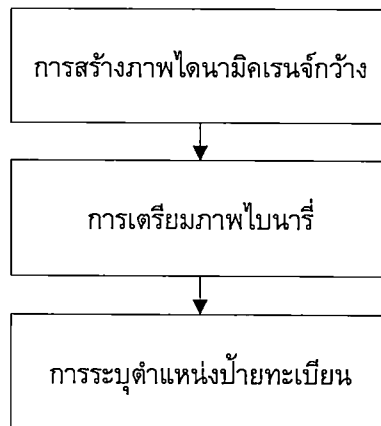 การสร้างภาพไดนามิคเรนจ์กว้าง
การเตรียมภาพไบนารี่
การระบุตำแหน่งป้ายทะเบียน